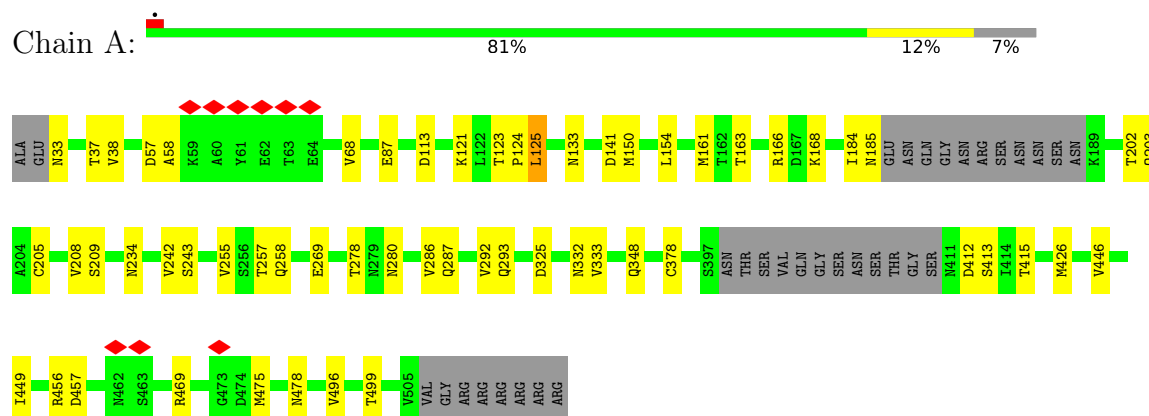 Chain A:
81% 12% 7%
ALA GLU N33 T37 V38 D57 A58 K59 A60 Y61 E62 T63 E64 V68 E87 D113 K121 L122 T123 P124 L125 N133 D141 M150 L154 M161 T162 T163 R166 D167 K168 I184 N185 GLU ASN GLN GLY ASN ARG SER ASN ASN SER ASN K189 T202
A204 C205 V208 S209 N234 V242 S243 V255 S256 T257 Q258 E269 T278 N279 N280 V286 Q287 V292 Q293 D325 N332 V333 Q348 C378 S397 ASN THR SER VAL GLN GLY SER ASN SER THR GLY SER N411 D412 S413 I414 T415 M426 V446
I449 R456 D457 N462 S463 R469 G473 D474 M475 N478 V496 T499 V505 VAL GLY ARG ARG ARG ARG ARG